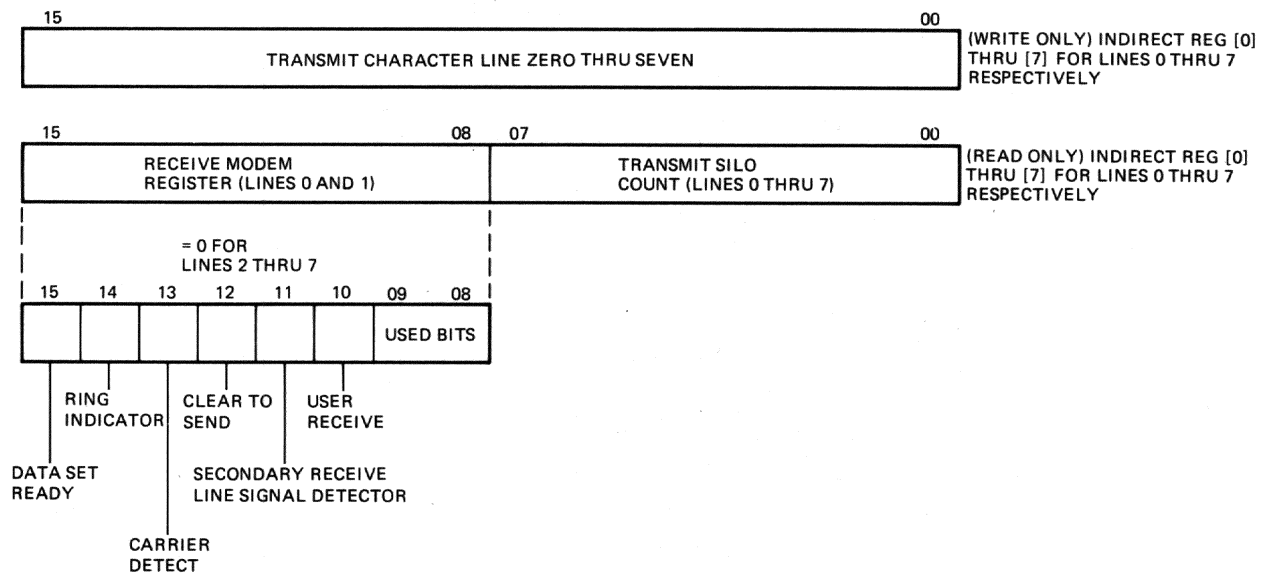 15 00
TRANSMIT CHARACTER LINE ZERO THRU SEVEN
(WRITE ONLY) INDIRECT REG [0]
THRU [7] FOR LINES 0 THRU 7
RESPECTIVELY
15 08 07 00
RECEIVE MODEM
REGISTER (LINES 0 AND 1)
TRANSMIT SILO
COUNT (LINES 0 THRU 7)
(READ ONLY) INDIRECT REG [0]
THRU [7] FOR LINES 0 THRU 7
RESPECTIVELY
= 0 FOR
LINES 2 THRU 7
15 14 13 12 11 10 09 08
USED BITS
RING
INDICATOR
CLEAR TO
SEND
USER
RECEIVE
DATA SET
READY
SECONDARY RECEIVE
LINE SIGNAL DETECTOR
CARRIER
DETECT